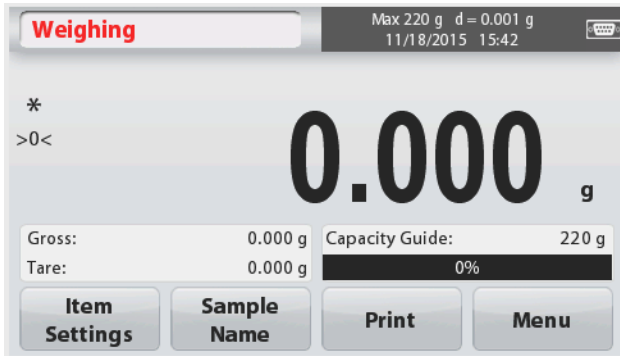 Weighing
Max 220 g d = 0.001 g
11/18/2015 15:42
*
>0<
0.000 g
Gross: 0.000 g
Tare: 0.000 g
Capacity Guide: 220 g
0%
Item
Settings
Sample
Name
Print
Menu